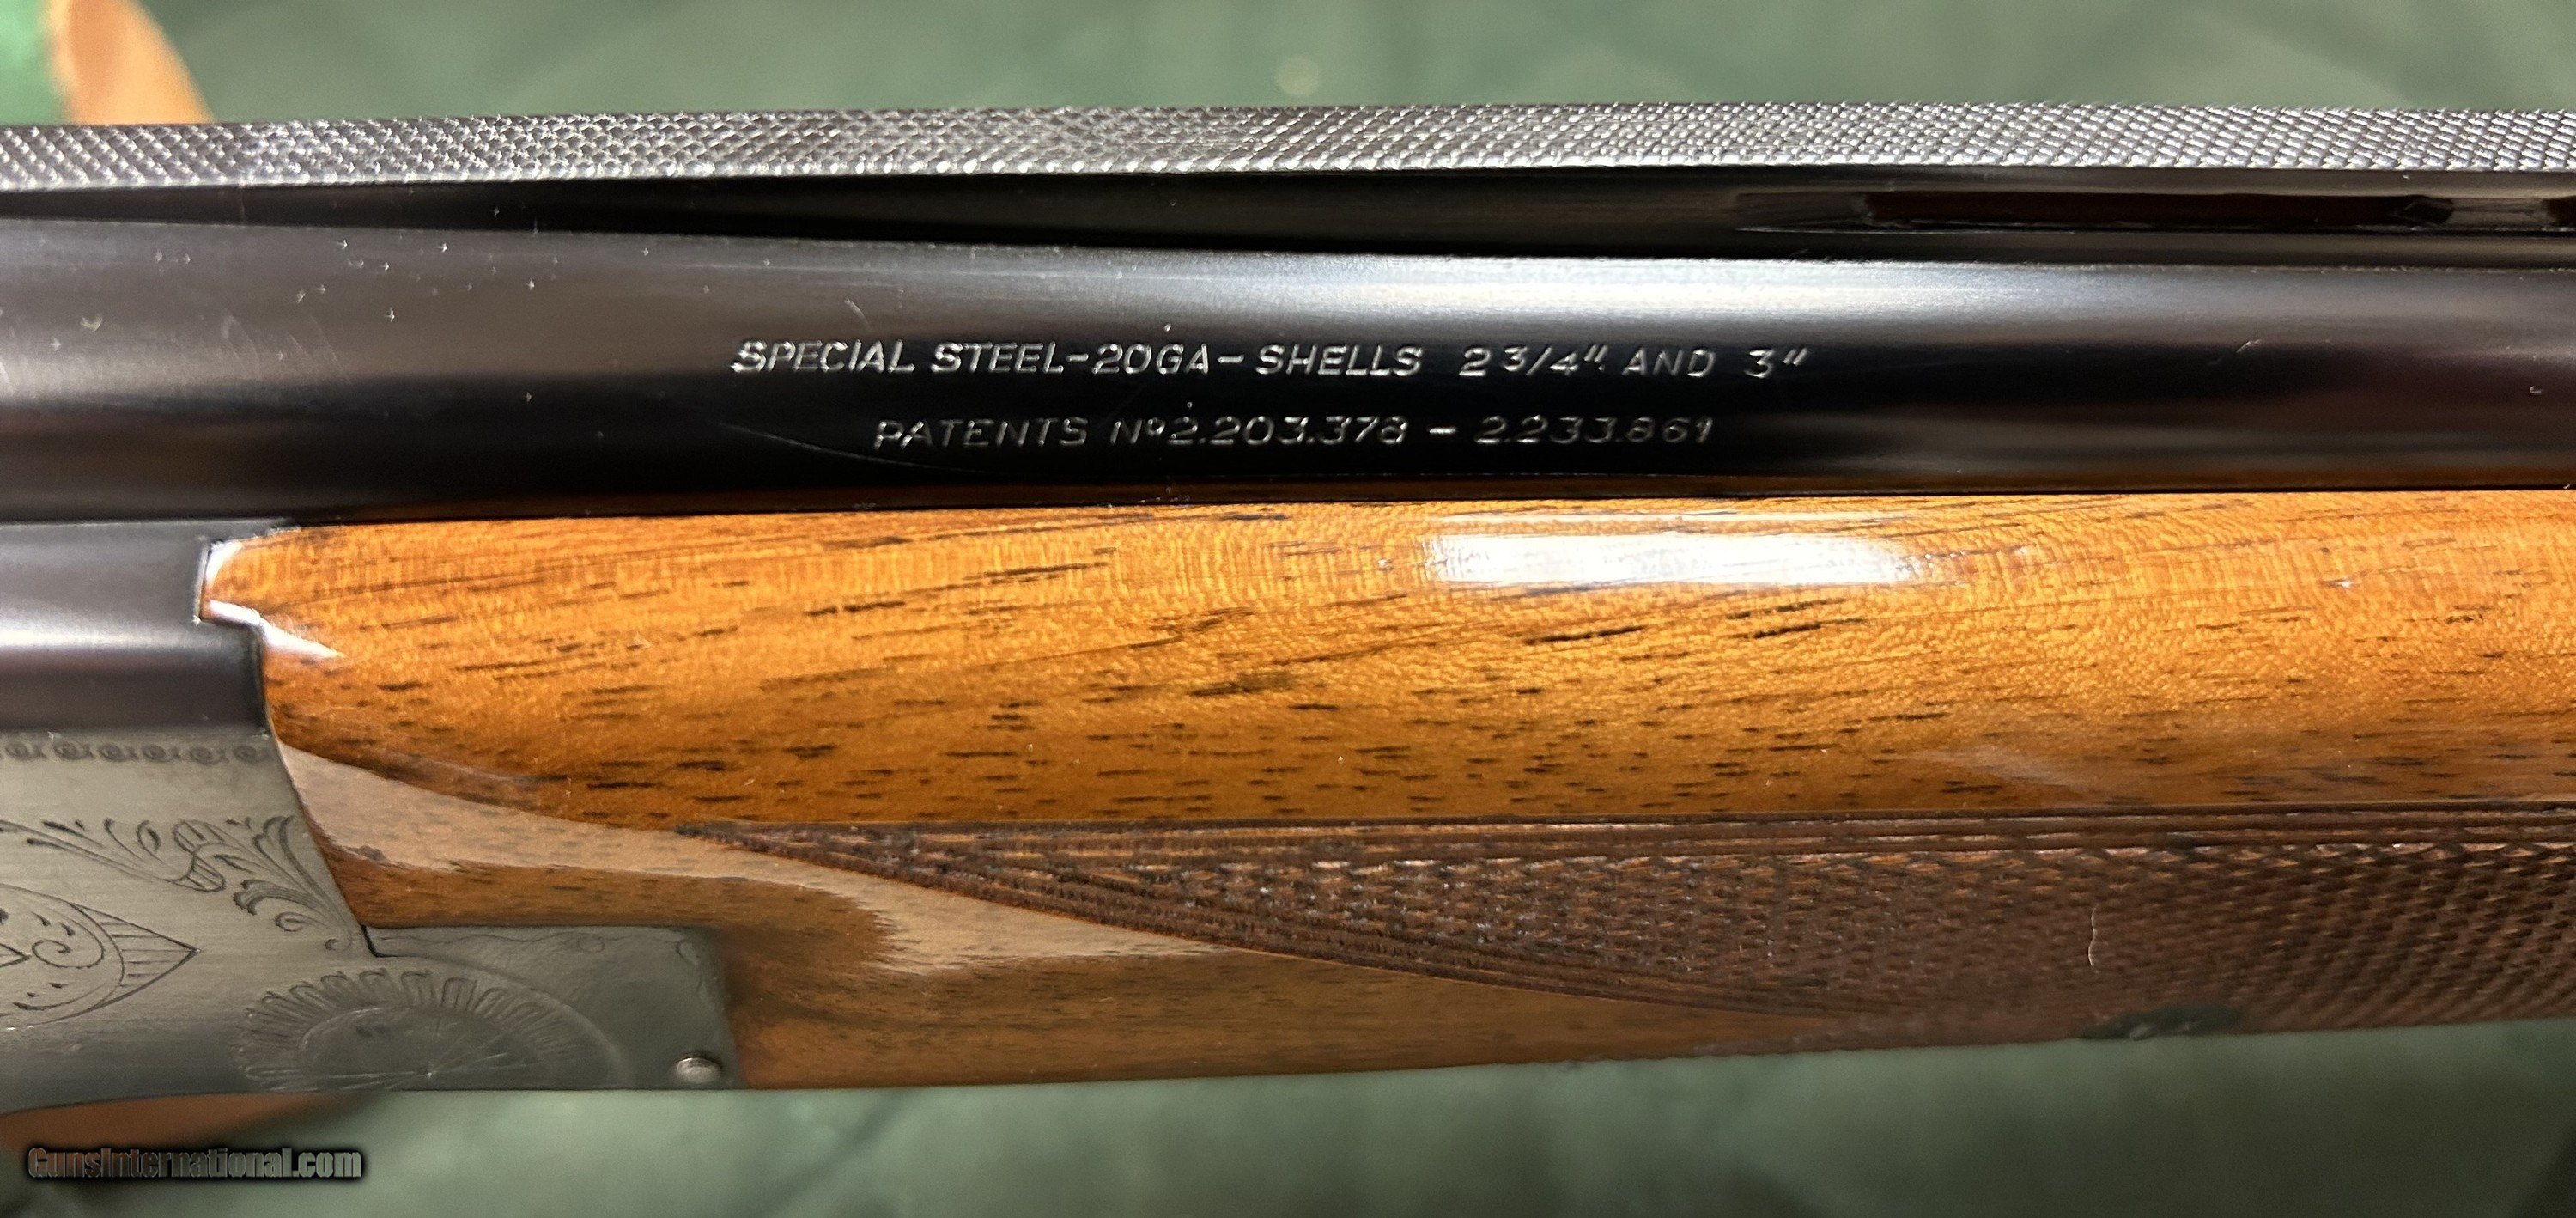 SPECIAL STEEL-20GA-SHELLS 2 3/4" AND 3"
PATENTS Nº2.203.378 - 2.233.861
GunsInternational.com